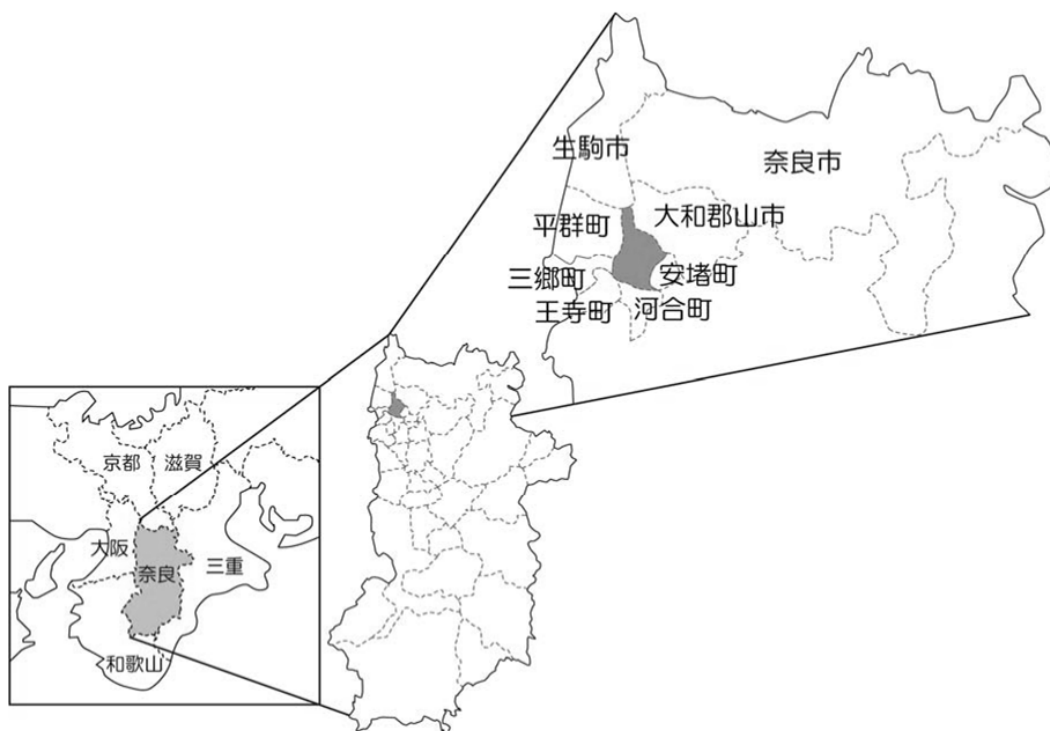 生駒市
奈良市
平群町
大和郡山市
三郷町
安堵町
王寺町
河合町
京都
滋賀
大阪
奈良
三重
和歌山